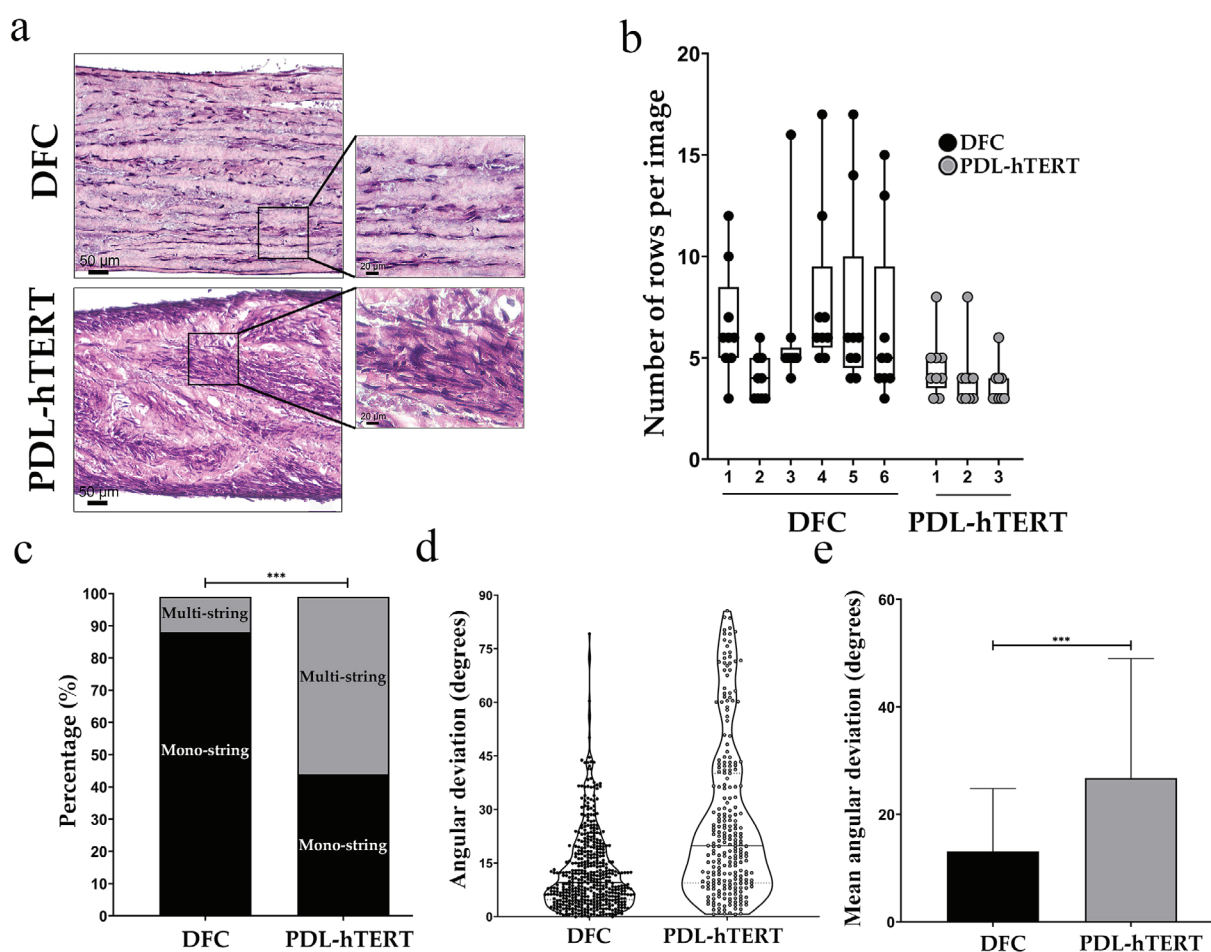 a
DFC
50 µm
20 µm
PDL-hTERT
50 µm
20 µm
b
Number of rows per image
20
15
10
5
0
DFC
PDL-hTERT
1 2 3 4 5 6 1 2 3
DFC PDL-hTERT
c
Percentage (%)
100
90
80
70
60
50
40
30
20
10
0
***
Multi-string
Mono-string
Multi-string
Mono-string
DFC PDL-hTERT
d
Angular deviation (degrees)
90
75
60
45
30
15
0
DFC PDL-hTERT
e
Mean angular deviation (degrees)
60
40
20
0
***
DFC PDL-hTERT